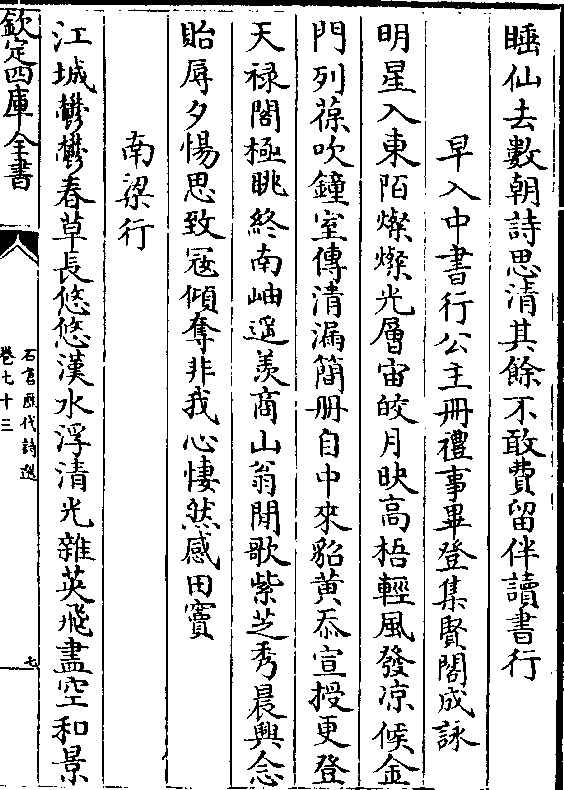 睡仙去數朝詩思清其餘不敢費留伴讀書行
早入中書行公主册禮事畢登集賢閣成詠
明星入東陌燦燦光層宙皎月映高梧輕風發凉候金
門列葆吹鐘室傳清漏簡册自中來貂黄忝宣授更登
天禄閣極眺終南岫遥羡商山翁閒歌紫芝秀晨興念
貽辱夕惕思致寇傾奪非我心悽然感田竇
南梁行
江城鬱鬱春草長悠悠漢水浮清光雜英飛盡空和景
欽定四庫全書
石倉歷代詩選
卷七十三
七